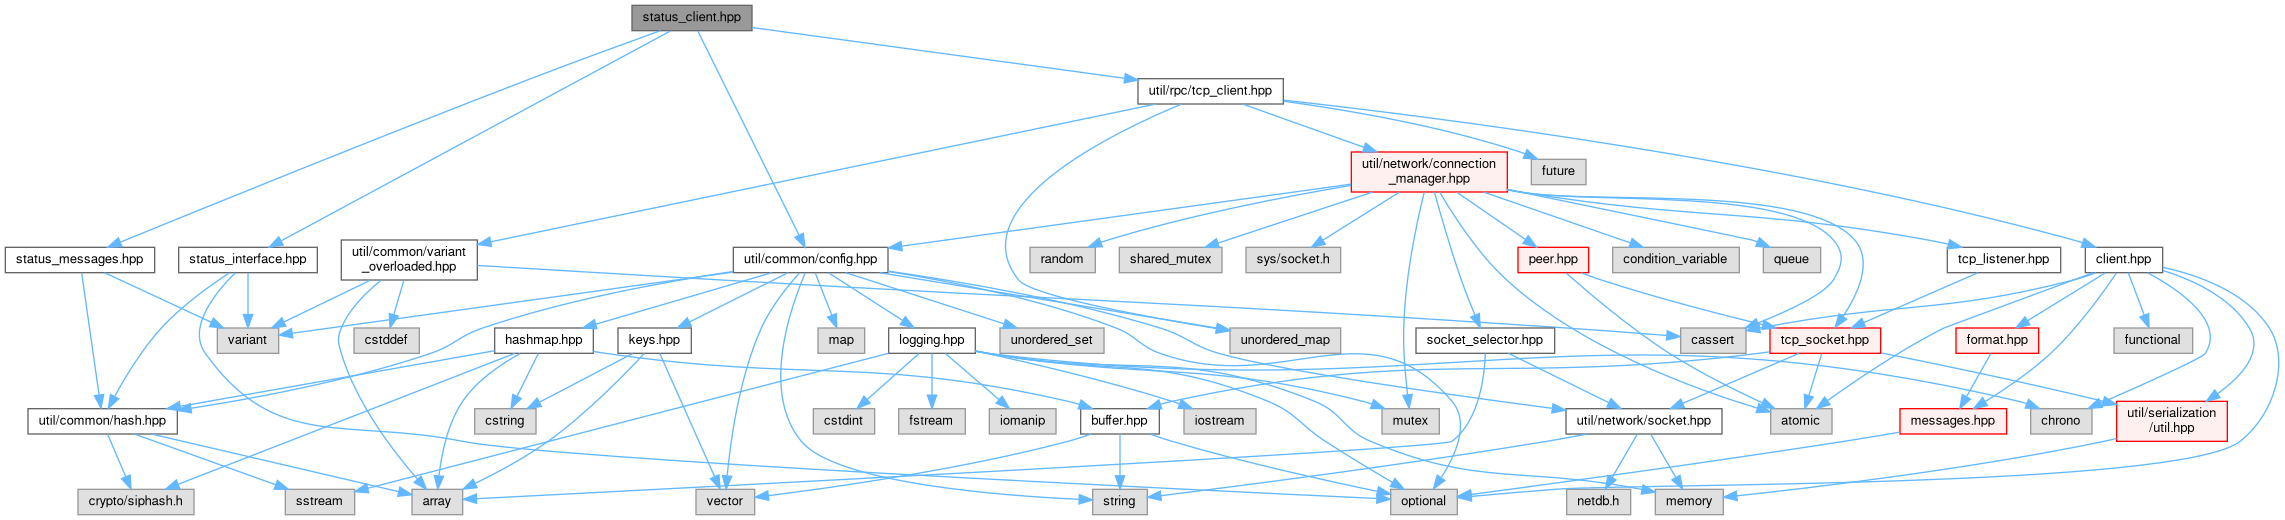 status_client.hpp
util/rpc/tcp_client.hpp
util/network/connection
_manager.hpp
future
status_messages.hpp
status_interface.hpp
util/common/variant
_overloaded.hpp
util/common/config.hpp
random
shared_mutex
sys/socket.h
peer.hpp
condition_variable
queue
tcp_listener.hpp
client.hpp
variant
cstddef
hashmap.hpp
keys.hpp
map
logging.hpp
unordered_set
unordered_map
socket_selector.hpp
cassert
tcp_socket.hpp
format.hpp
functional
util/common/hash.hpp
cstring
cstdint
fstream
iomanip
buffer.hpp
iostream
mutex
util/network/socket.hpp
atomic
messages.hpp
chrono
util/serialization
/util.hpp
crypto/siphash.h
sstream
array
vector
string
optional
netdb.h
memory